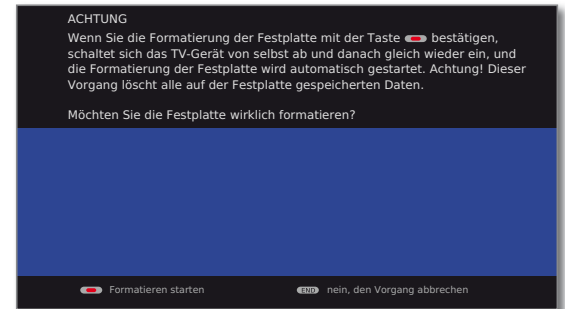 ACHTUNG
Wenn Sie die Formatierung der Festplatte mit der Taste bestätigen,
schaltet sich das TV-Gerät von selbst ab und danach gleich wieder ein, und
die Formatierung der Festplatte wird automatisch gestartet. Achtung! Dieser
Vorgang löscht alle auf der Festplatte gespeicherten Daten.
Möchten Sie die Festplatte wirklich formatieren?
Formatieren starten
END nein, den Vorgang abbrechen